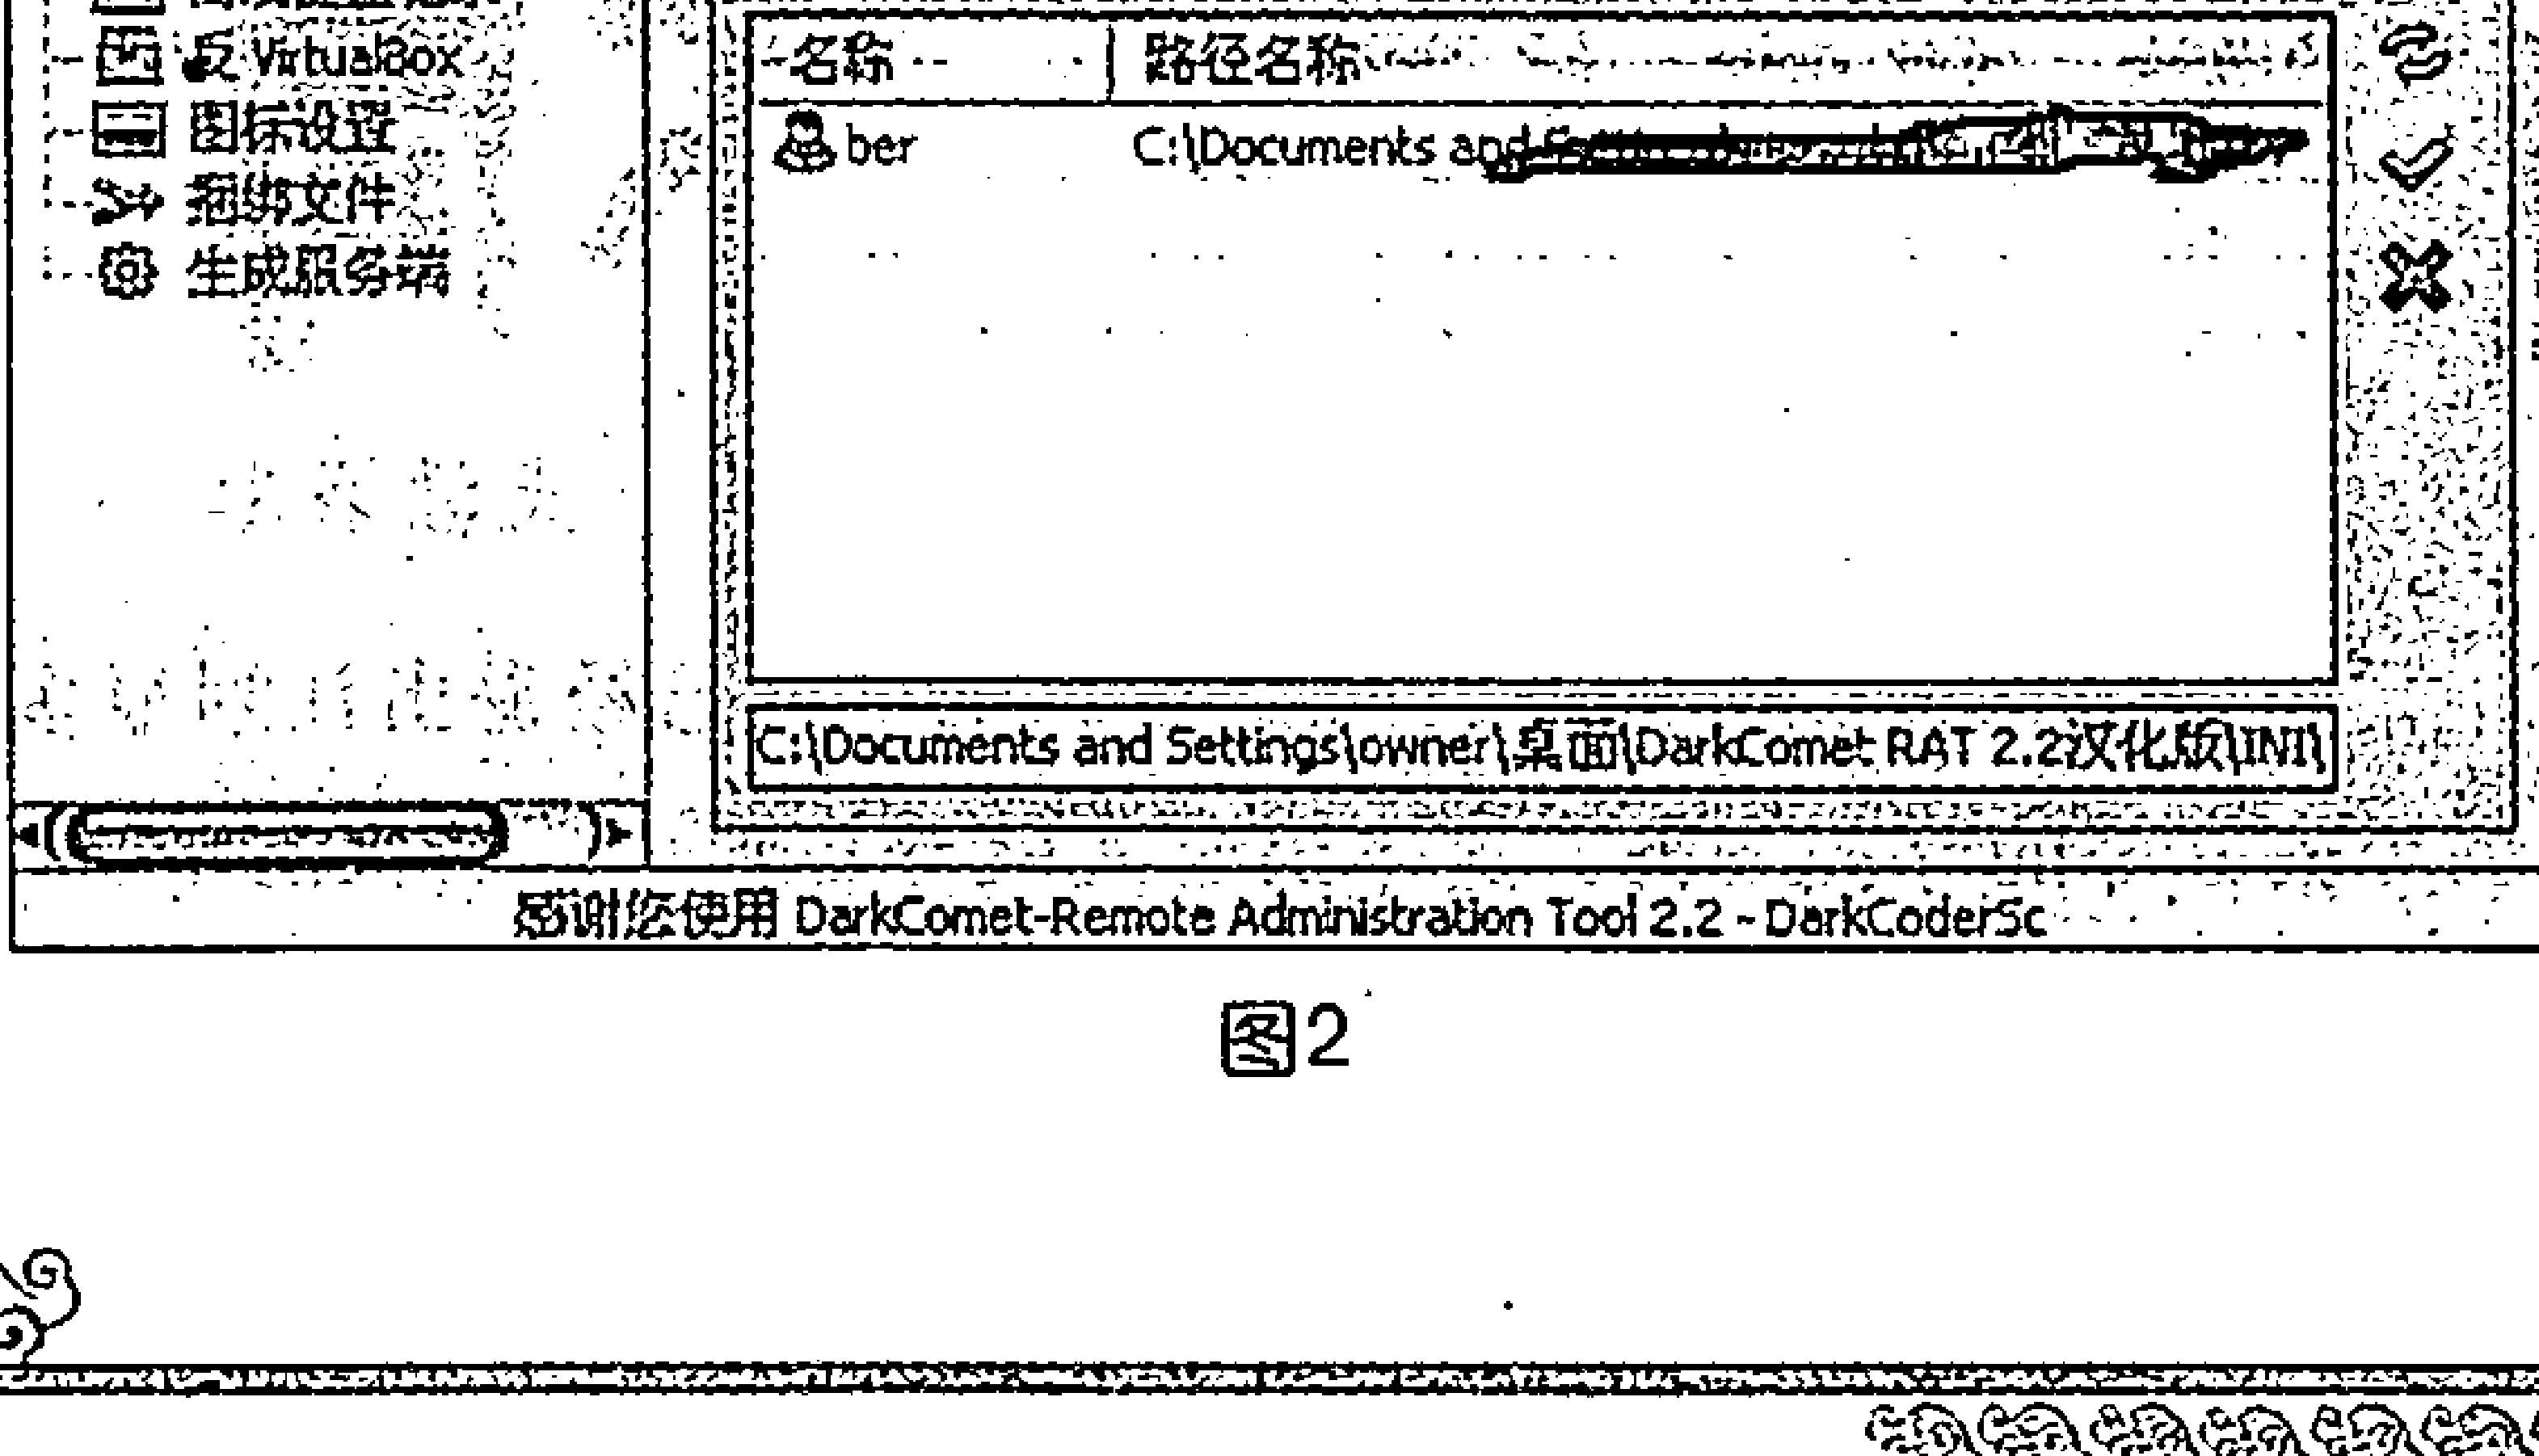 反 VirtualBox
图标设置
捆绑文件
生成服务端
名称 路径名称
ber C:\Documents and
C:\Documents and Settings\owner\桌面\DarkComet RAT 2.2汉化版\INI\
感谢您使用 DarkComet-Remote Administration Tool 2.2 - DarkCoderSc
图2